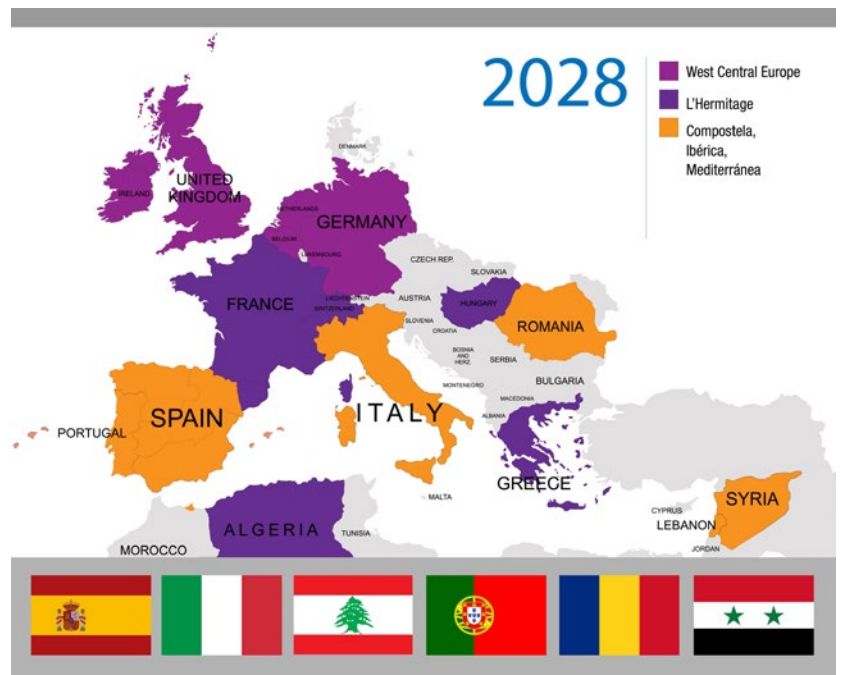 2028
West Central Europe
L'Hermitage
Compostela,
Ibérica,
Mediterránea
DENMARK
IRELAND
UNITED
KINGDOM
NETHERLANDS
GERMANY
BELGIUM
LUXEMBOURG
CZECH REP.
SLOVAKIA
FRANCE
LIECHTENSTEIN
SWITZERLAND
AUSTRIA
HUNGARY
SLOVENIA
CROATIA
ROMANIA
BOSNIA
AND
HERZ.
SERBIA
BULGARIA
MONTENEGRO
MACEDONIA
ALBANIA
PORTUGAL
SPAIN
ITALY
GREECE
MALTA
SYRIA
CYPRUS
LEBANON
JORDAN
ALGERIA
TUNISIA
MOROCCO